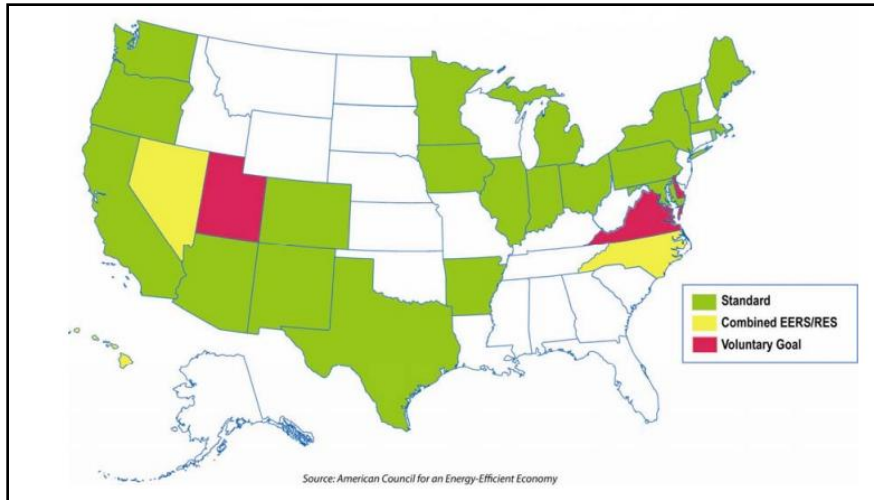 Standard
Combined EERS/RES
Voluntary Goal
Source: American Council for an Energy-Efficient Economy